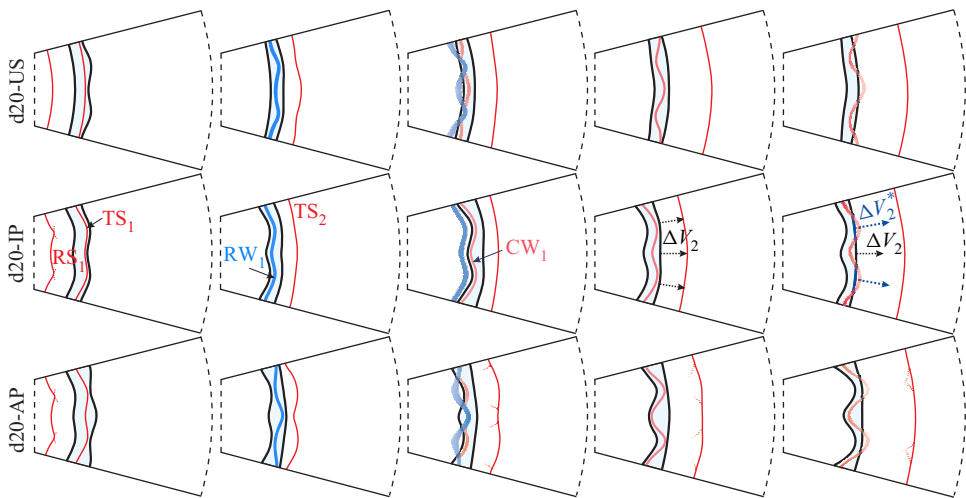 d20-US
d20-IP
TS₁
RS₁
RW₁
TS₂
CW₁
ΔV₂
ΔV₂*
ΔV₂
d20-AP